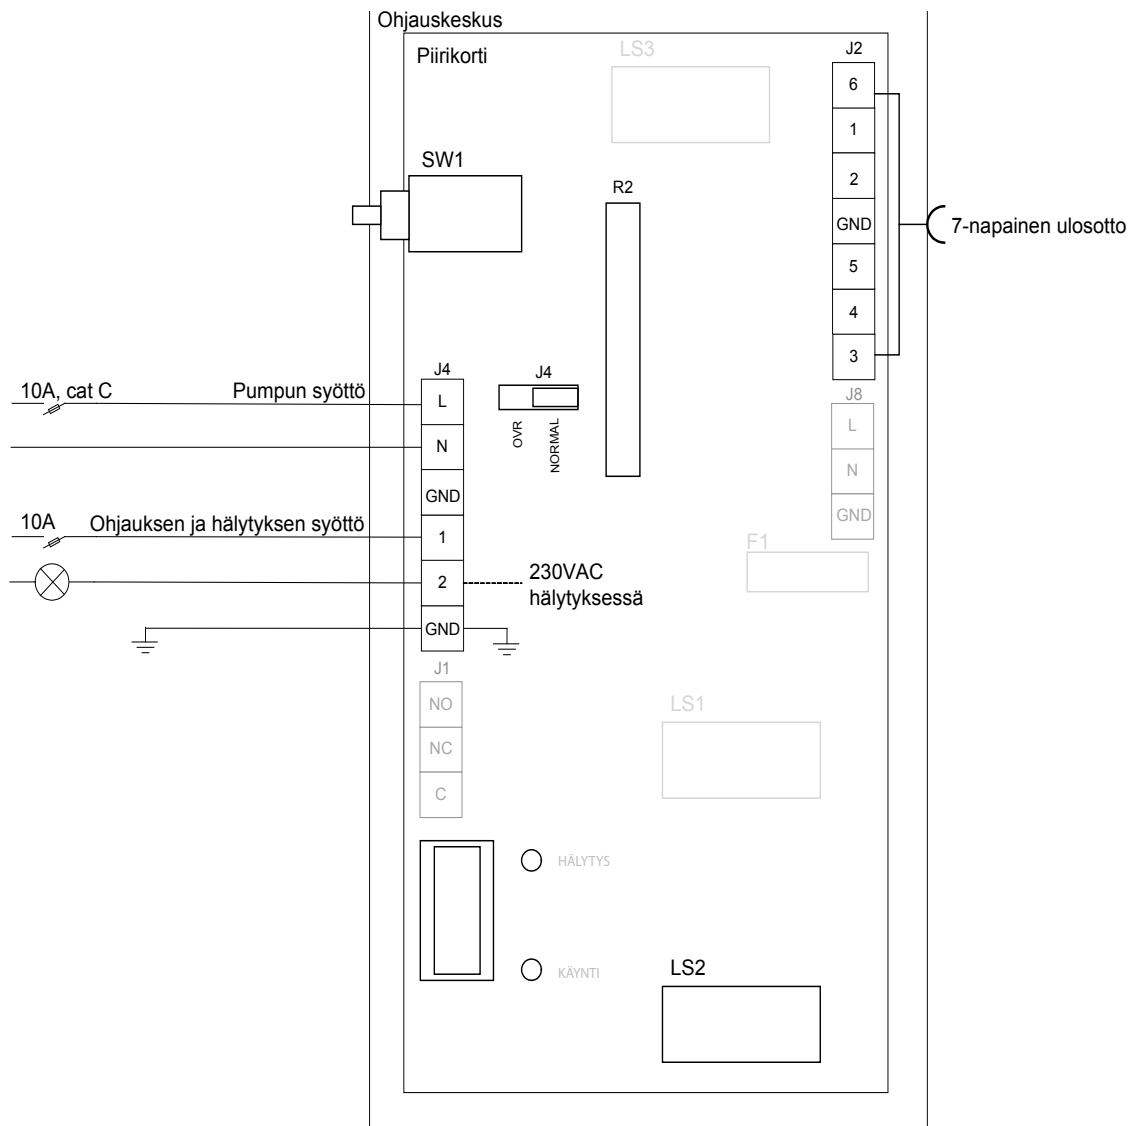 Ohjauskeskus
Piirikorti
LS3
J2
6
1
2
GND
5
4
3
7-napainen ulosotto
SW1
R2
J4
L
N
GND
1
2
GND
10A, cat C
Pumpun syöttö
10A
Ohjauksen ja hälytyksen syöttö
J4
OVR
NORMAL
J8
L
N
GND
F1
230VAC
hälytyksessä
J1
NO
NC
C
LS1
HÄLYTYS
KÄYNTI
LS2